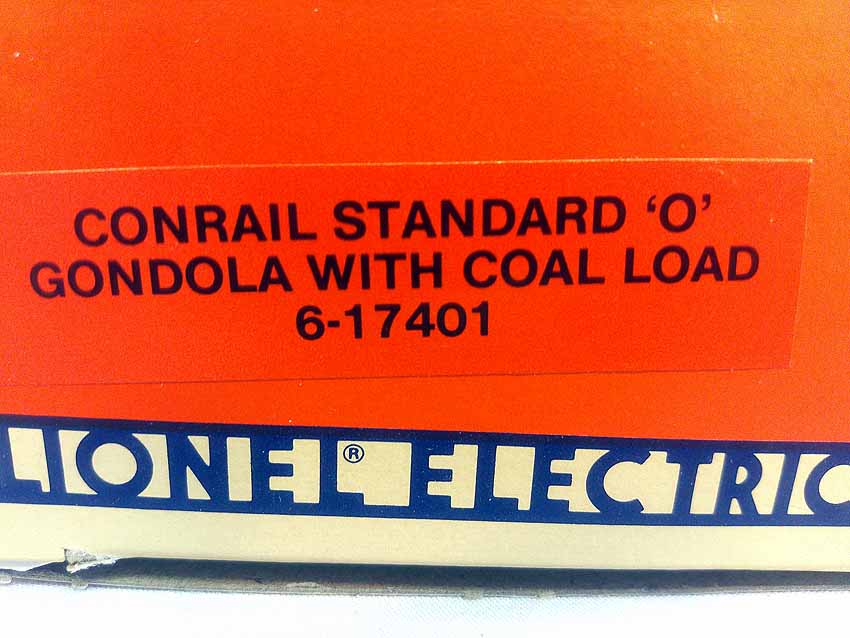 CONRAIL STANDARD ‘O’
GONDOLA WITH COAL LOAD
6-17401
LIONEL® ELECTRIC